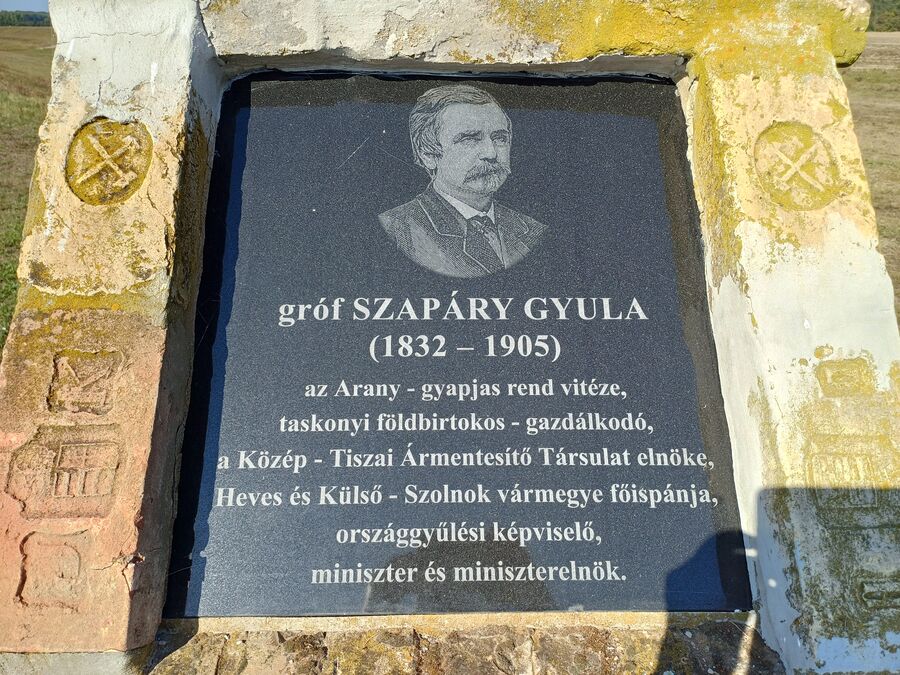 gróf SZAPÁRY GYULA
(1832 – 1905)
az Arany - gyapjas rend vitéze,
taskonyi földbirtokos - gazdálkodó,
a Közép - Tiszai Ármentesítő Társulat elnöke,
Heves és Külső - Szolnok vármegye főispánja,
országgyűlési képviselő,
miniszter és miniszterelnök.